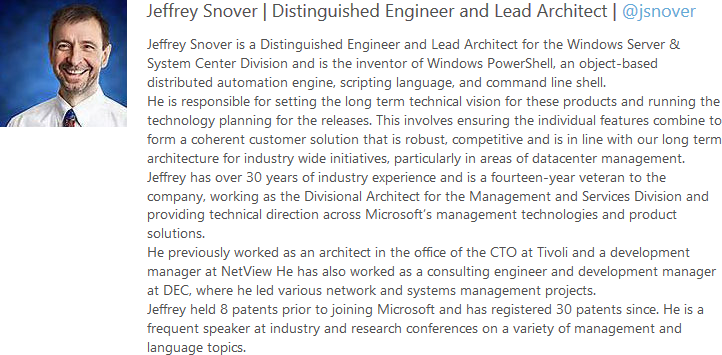 Jeffrey Snover | Distinguished Engineer and Lead Architect | @jsnover
Jeffrey Snover is a Distinguished Engineer and Lead Architect for the Windows Server &
System Center Division and is the inventor of Windows PowerShell, an object-based
distributed automation engine, scripting language, and command line shell.
He is responsible for setting the long term technical vision for these products and running the
technology planning for the releases. This involves ensuring the individual features combine to
form a coherent customer solution that is robust, competitive and is in line with our long term
architecture for industry wide initiatives, particularly in areas of datacenter management.
Jeffrey has over 30 years of industry experience and is a fourteen-year veteran to the
company, working as the Divisional Architect for the Management and Services Division and
providing technical direction across Microsoft's management technologies and product
solutions.
He previously worked as an architect in the office of the CTO at Tivoli and a development
manager at NetView He has also worked as a consulting engineer and development manager
at DEC, where he led various network and systems management projects.
Jeffrey held 8 patents prior to joining Microsoft and has registered 30 patents since. He is a
frequent speaker at industry and research conferences on a variety of management and
language topics.